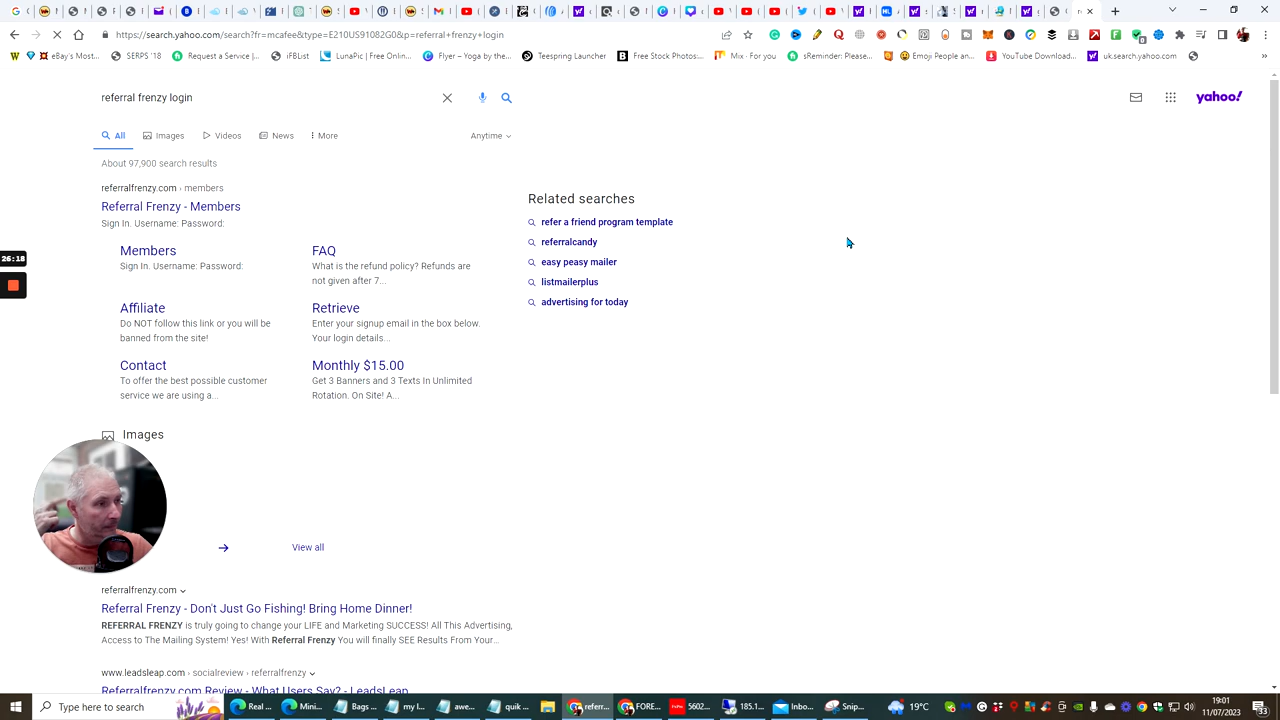 https://search.yahoo.com/search?fr=mcafee&type=E210US91082G0&p=referral+frenzy+login
eBay's Most...
SERPS '18
Request a Service |...
iFBLYt
LunaPic | Free Onlin...
Flyer – Yoga by the...
Teespring Launcher
Free Stock Photos:...
Mix · For you
sReminder: Please...
Emoji People an...
YouTube Download...
uk.search.yahoo.com
referral frenzy login
yahoo!
All
Images
Videos
News
More
Anytime
About 97,900 search results
referralfrenzy.com › members
Referral Frenzy - Members
Sign In. Username: Password:
Members
Sign In. Username: Password:
FAQ
What is the refund policy? Refunds are
not given after 7...
Affiliate
Do NOT follow this link or you will be
banned from the site!
Retrieve
Enter your signup email in the box below.
Your login details...
Contact
To offer the best possible customer
service we are using a...
Monthly $15.00
Get 3 Banners and 3 Texts In Unlimited
Rotation. On Site! A...
Related searches
refer a friend program template
referralcandy
easy peasy mailer
listmailerplus
advertising for today
26:18
Images
View all
referralfrenzy.com
Referral Frenzy - Don't Just Go Fishing! Bring Home Dinner!
REFERRAL FRENZY is truly going to change your LIFE and Marketing SUCCESS! All This Advertising,
Access to The Mailing System! Yes! With Referral Frenzy You will finally SEE Results From Your...
www.leadsleap.com › socialreview › referralfrenzy
Referralfrenzy.com Review - What Users Say? - LeadsLeap
Type here to search
Real ...
Mini...
Bags ...
my l...
awe...
quik ...
referr...
FORE...
5602...
185.1...
Inbo...
Snip...
19°C
19:01
11/07/2023